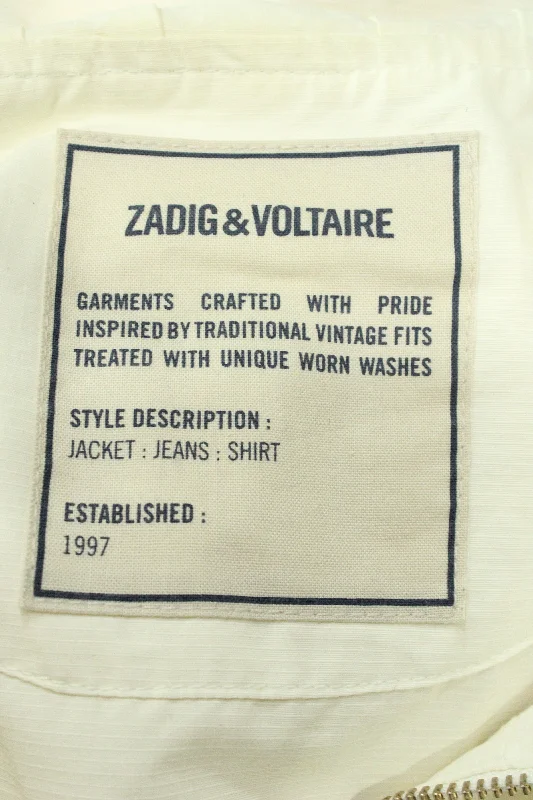 ZADIG & VOLTAIRE
GARMENTS CRAFTED WITH PRIDE
INSPIRED BY TRADITIONAL VINTAGE FITS
TREATED WITH UNIQUE WORN WASHES
STYLE DESCRIPTION :
JACKET : JEANS : SHIRT
ESTABLISHED :
1997